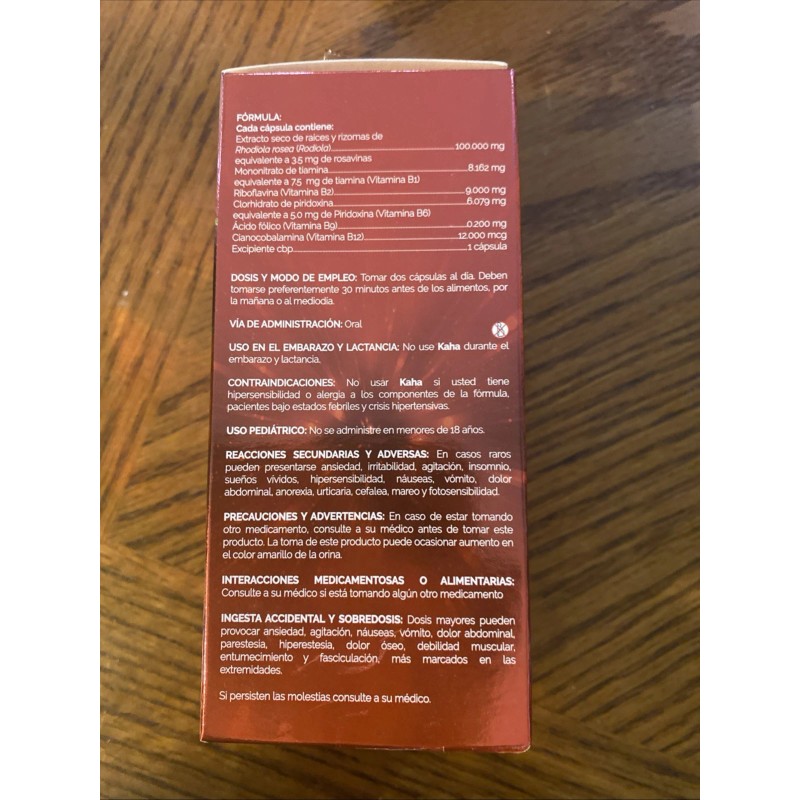 FÓRMULA:
Cada cápsula contiene:
Extracto seco de raíces y rizomas de
Rhodiola rosea (Rodiola)...100.000 mg
equivalente a 3.5 mg de rosavinas
Mononitrato de tiamina...8.162 mg
equivalente a 7.5 mg de tiamina (Vitamina B1)
Riboflavina (Vitamina B2)...9.000 mg
Clorhidrato de piridoxina...6.079 mg
equivalente a 5.0 mg de Piridoxina (Vitamina B6)
Ácido fólico (Vitamina B9)...0.200 mg
Cianocobalamina (Vitamina B12)...12.000 mcg
Excipiente cbp...1 cápsula
DOSIS Y MODO DE EMPLEO: Tomar dos cápsulas al día. Deben
tomarse preferentemente 30 minutos antes de los alimentos, por
la mañana o al mediodía.
VÍA DE ADMINISTRACIÓN: Oral
USO EN EL EMBARAZO Y LACTANCIA: No use Kaha durante el
embarazo y lactancia.
CONTRAINDICACIONES: No usar Kaha si usted tiene
hipersensibilidad o alergia a los componentes de la fórmula,
pacientes bajo estados febriles y crisis hipertensivas.
USO PEDIÁTRICO: No se administre en menores de 18 años.
REACCIONES SECUNDARIAS Y ADVERSAS: En casos raros
pueden presentarse ansiedad, irritabilidad, agitación, insomnio,
sueños vívidos, hipersensibilidad, náuseas, vómito, dolor
abdominal, anorexia, urticaria, cefalea, mareo y fotosensibilidad.
PRECAUCIONES Y ADVERTENCIAS: En caso de estar tomando
otro medicamento, consulte a su médico antes de tomar este
producto. La toma de este producto puede ocasionar aumento en
el color amarillo de la orina.
INTERACCIONES MEDICAMENTOSAS O ALIMENTARIAS:
Consulte a su médico si está tomando algún otro medicamento
INGESTA ACCIDENTAL Y SOBREDOSIS: Dosis mayores pueden
provocar ansiedad, agitación, náuseas, vómito, dolor abdominal,
parestesia, hiperestesia, dolor óseo, debilidad muscular,
entumecimiento y fasciculación, más marcados en las
extremidades.
Si persisten las molestias consulte a su médico.